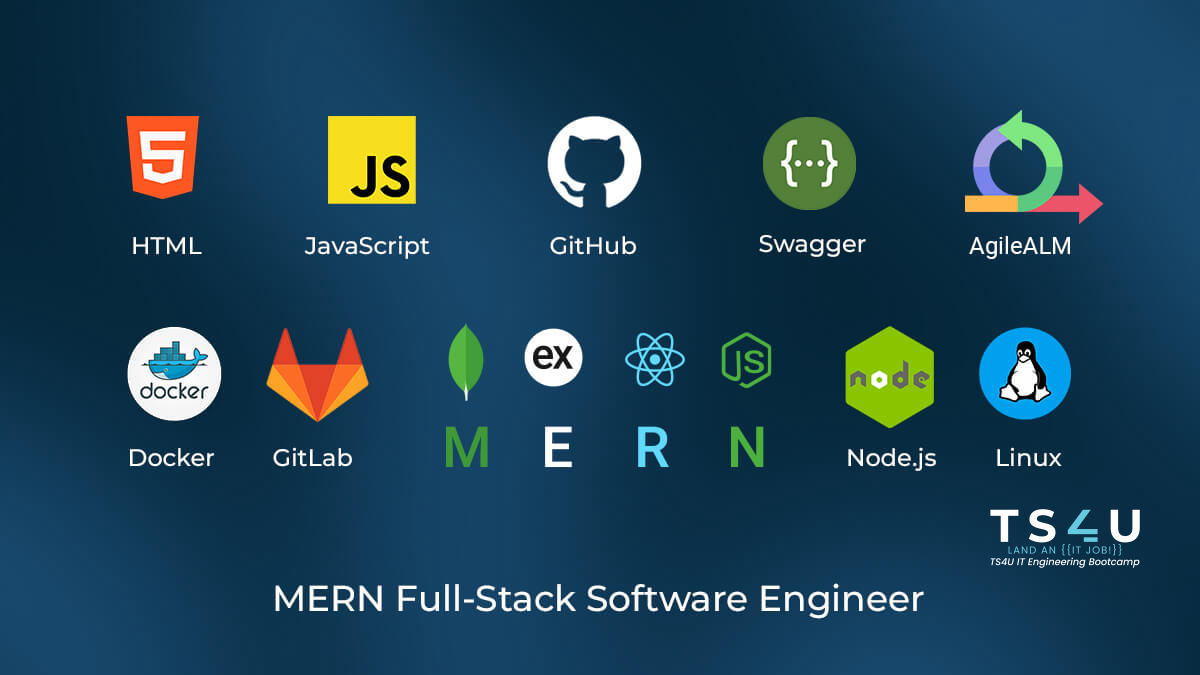 5
JS
{...}
HTML
JavaScript
GitHub
Swagger
AgileALM
docker
ex
JS
node
M E R N
Docker
GitLab
Node.js
Linux
TS4U
LAND AN {{IT JOB!}}
TS4U IT Engineering Bootcamp
MERN Full-Stack Software Engineer